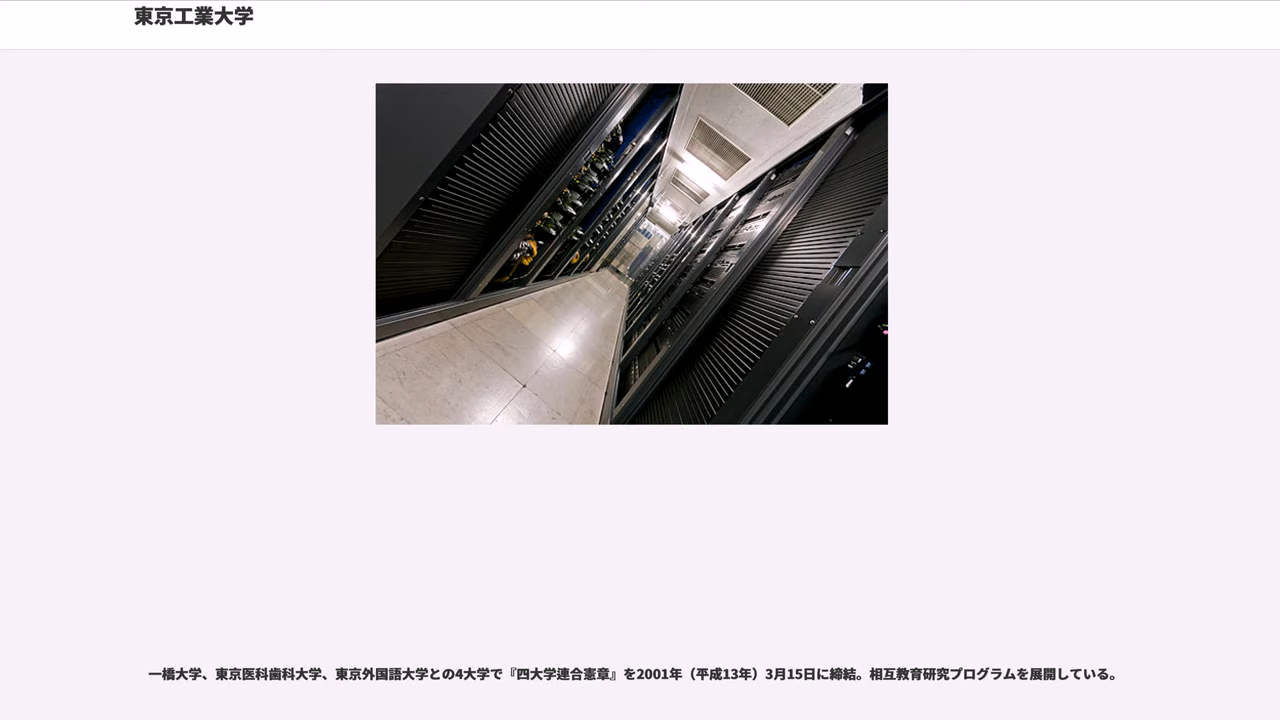 東京工業大学
一橋大学、東京医科歯科大学、東京外国語大学との4大学で『四大学連合憲章』を2001年（平成13年）3月15日に締結。相互教育研究プログラムを展開している。